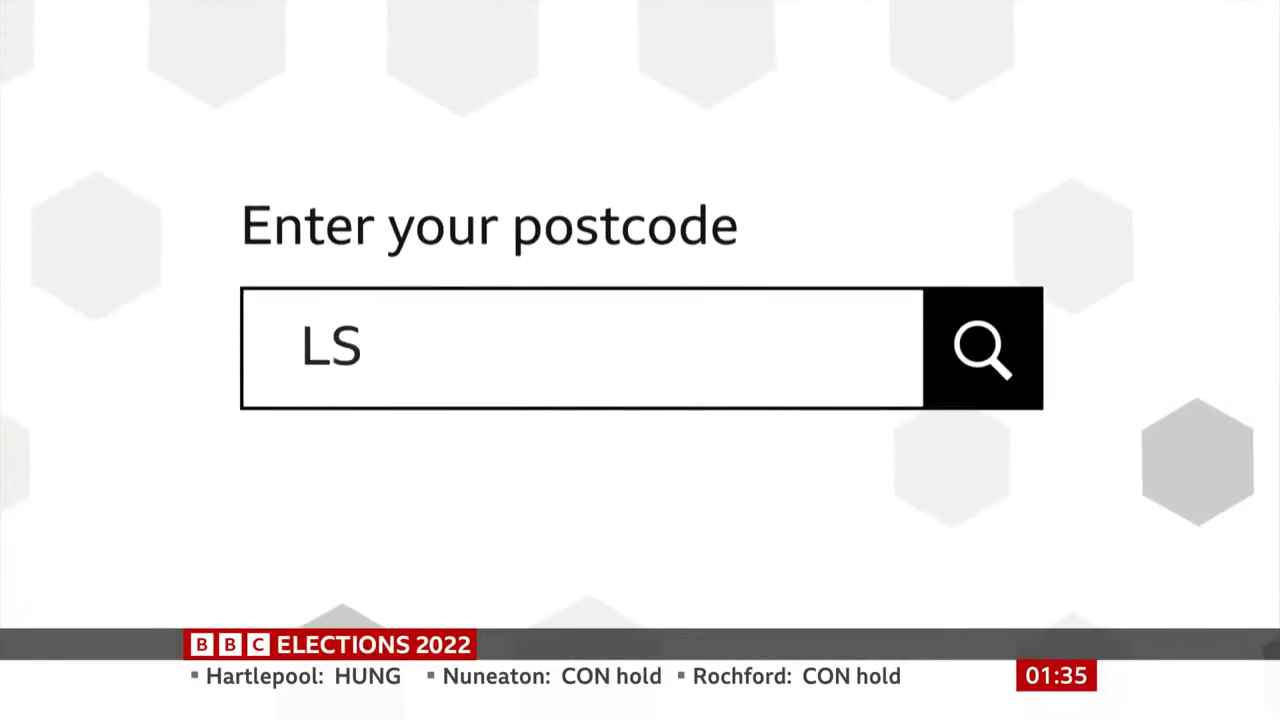 Enter your postcode
LS
BBC ELECTIONS 2022
▪ Hartlepool: HUNG ▪ Nuneaton: CON hold ▪ Rochford: CON hold 01:35